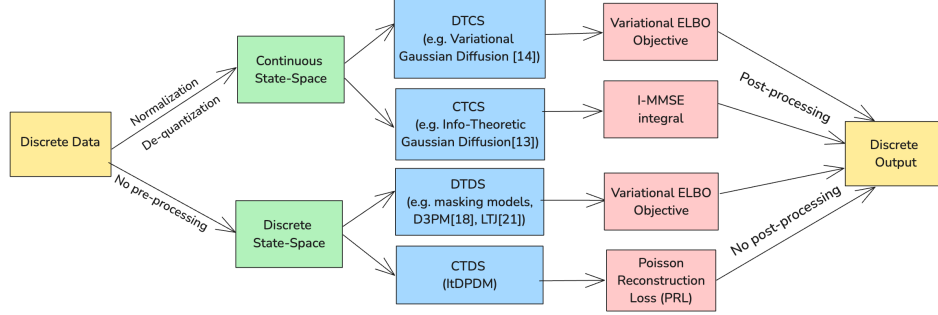 DTCS
(e.g. Variational
Gaussian Diffusion [14])
Variational ELBO
Objective
Continuous
State-Space
Normalization
De-quantization
Post-processing
CTCS
(e.g. Info-Theoretic
Gaussian Diffusion[13])
I-MMSE
integral
Discrete Data
Discrete
Output
No pre-processing
DTDS
(e.g. masking models,
D3PM[18], LTJ[21])
Variational ELBO
Objective
Discrete
State-Space
No post-processing
CTDS
(ItDPDM)
Poisson
Reconstruction
Loss (PRL)